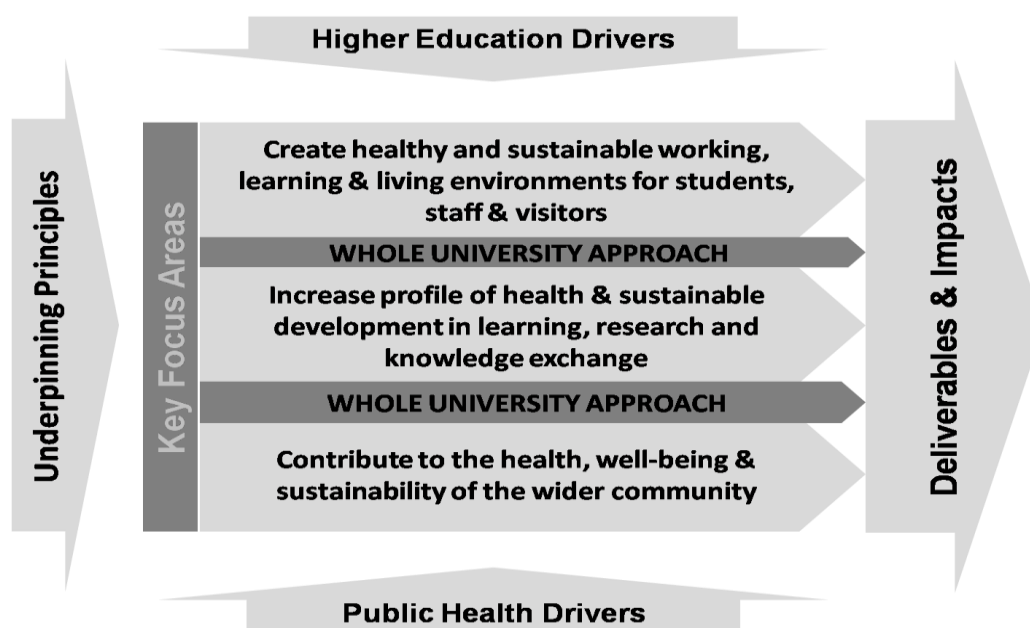 Higher Education Drivers
Underpinning Principles
Key Focus Areas
Create healthy and sustainable working,
learning & living environments for students,
staff & visitors
WHOLE UNIVERSITY APPROACH
Increase profile of health & sustainable
development in learning, research and
knowledge exchange
WHOLE UNIVERSITY APPROACH
Contribute to the health, well-being &
sustainability of the wider community
Deliverables & Impacts
Public Health Drivers